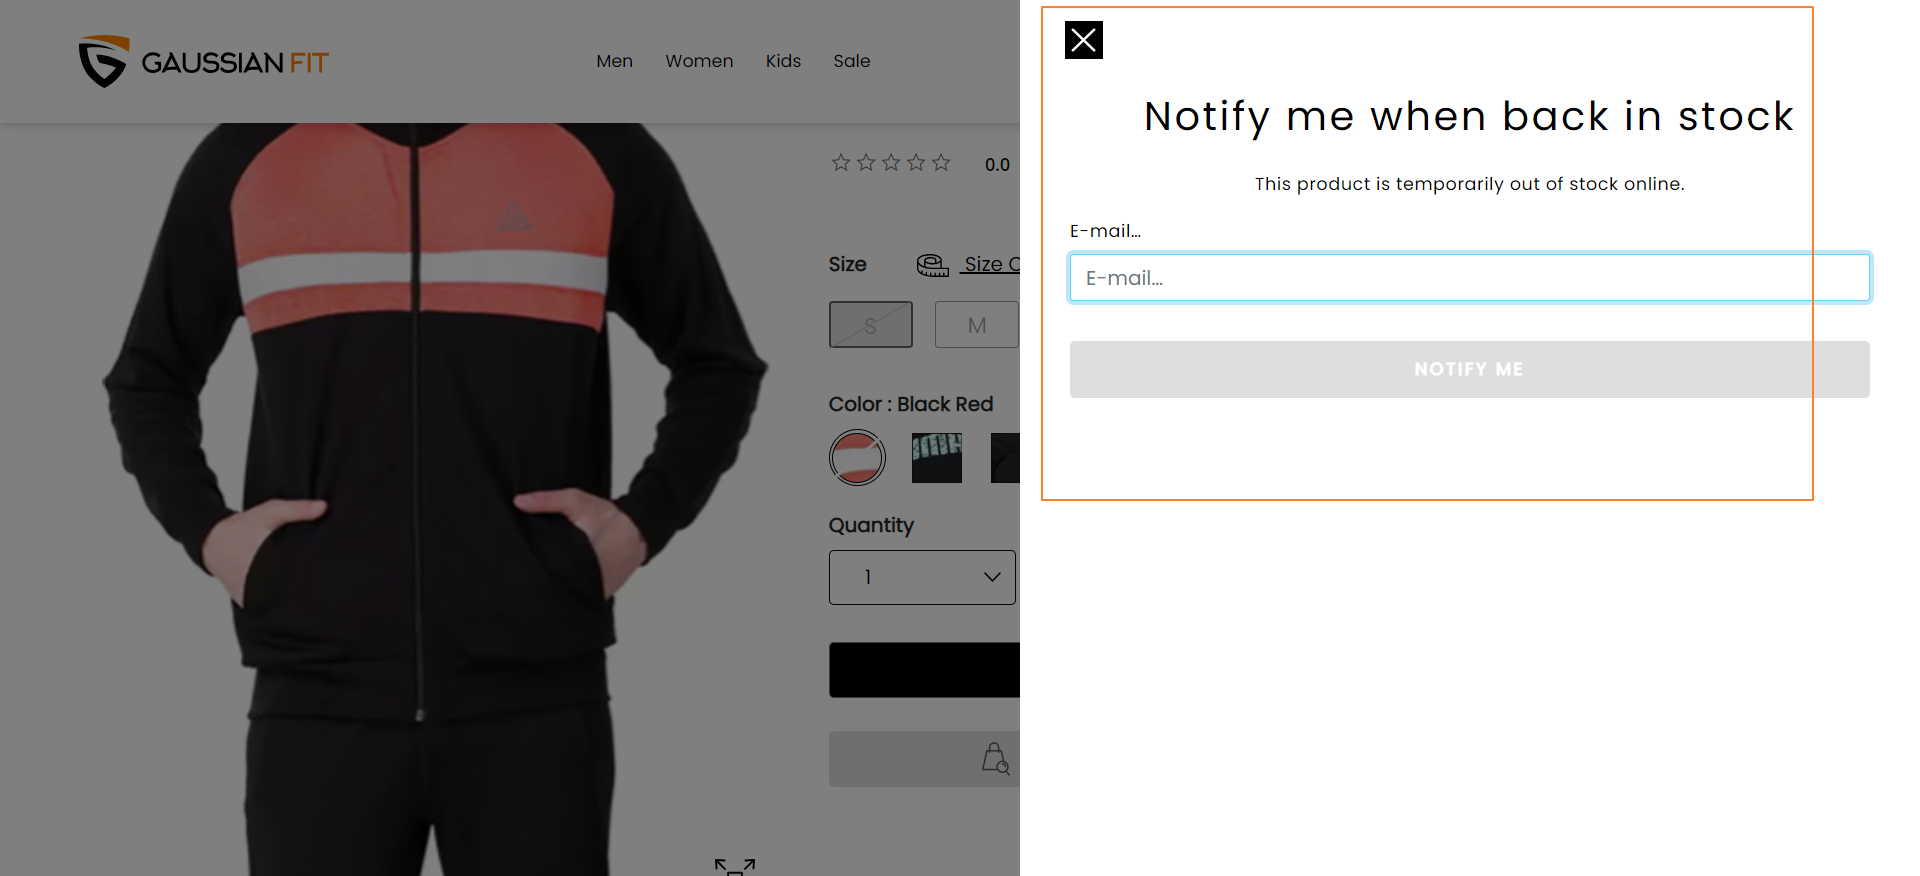 GAUSSIAN FIT
Men Women Kids Sale
0.0
Size Size C
S M
Color : Black Red
Quantity
1
Notify me when back in stock
This product is temporarily out of stock online.
E-mail...
E-mail...
NOTIFY ME